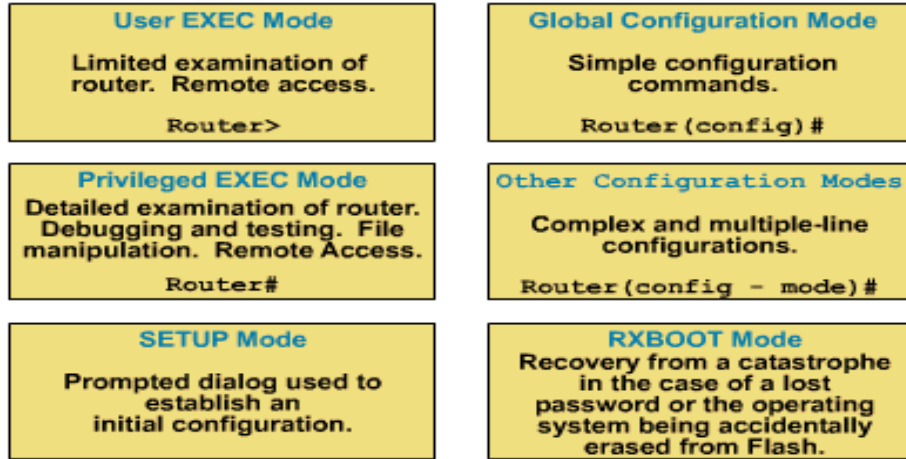 User EXEC Mode
Limited examination of
router. Remote access.
Router>
Global Configuration Mode
Simple configuration
commands.
Router(config)#
Privileged EXEC Mode
Detailed examination of router.
Debugging and testing. File
manipulation. Remote Access.
Router#
Other Configuration Modes
Complex and multiple-line
configurations.
Router(config - mode)#
SETUP Mode
Prompted dialog used to
establish an
initial configuration.
RXBOOT Mode
Recovery from a catastrophe
in the case of a lost
password or the operating
system being accidentally
erased from Flash.